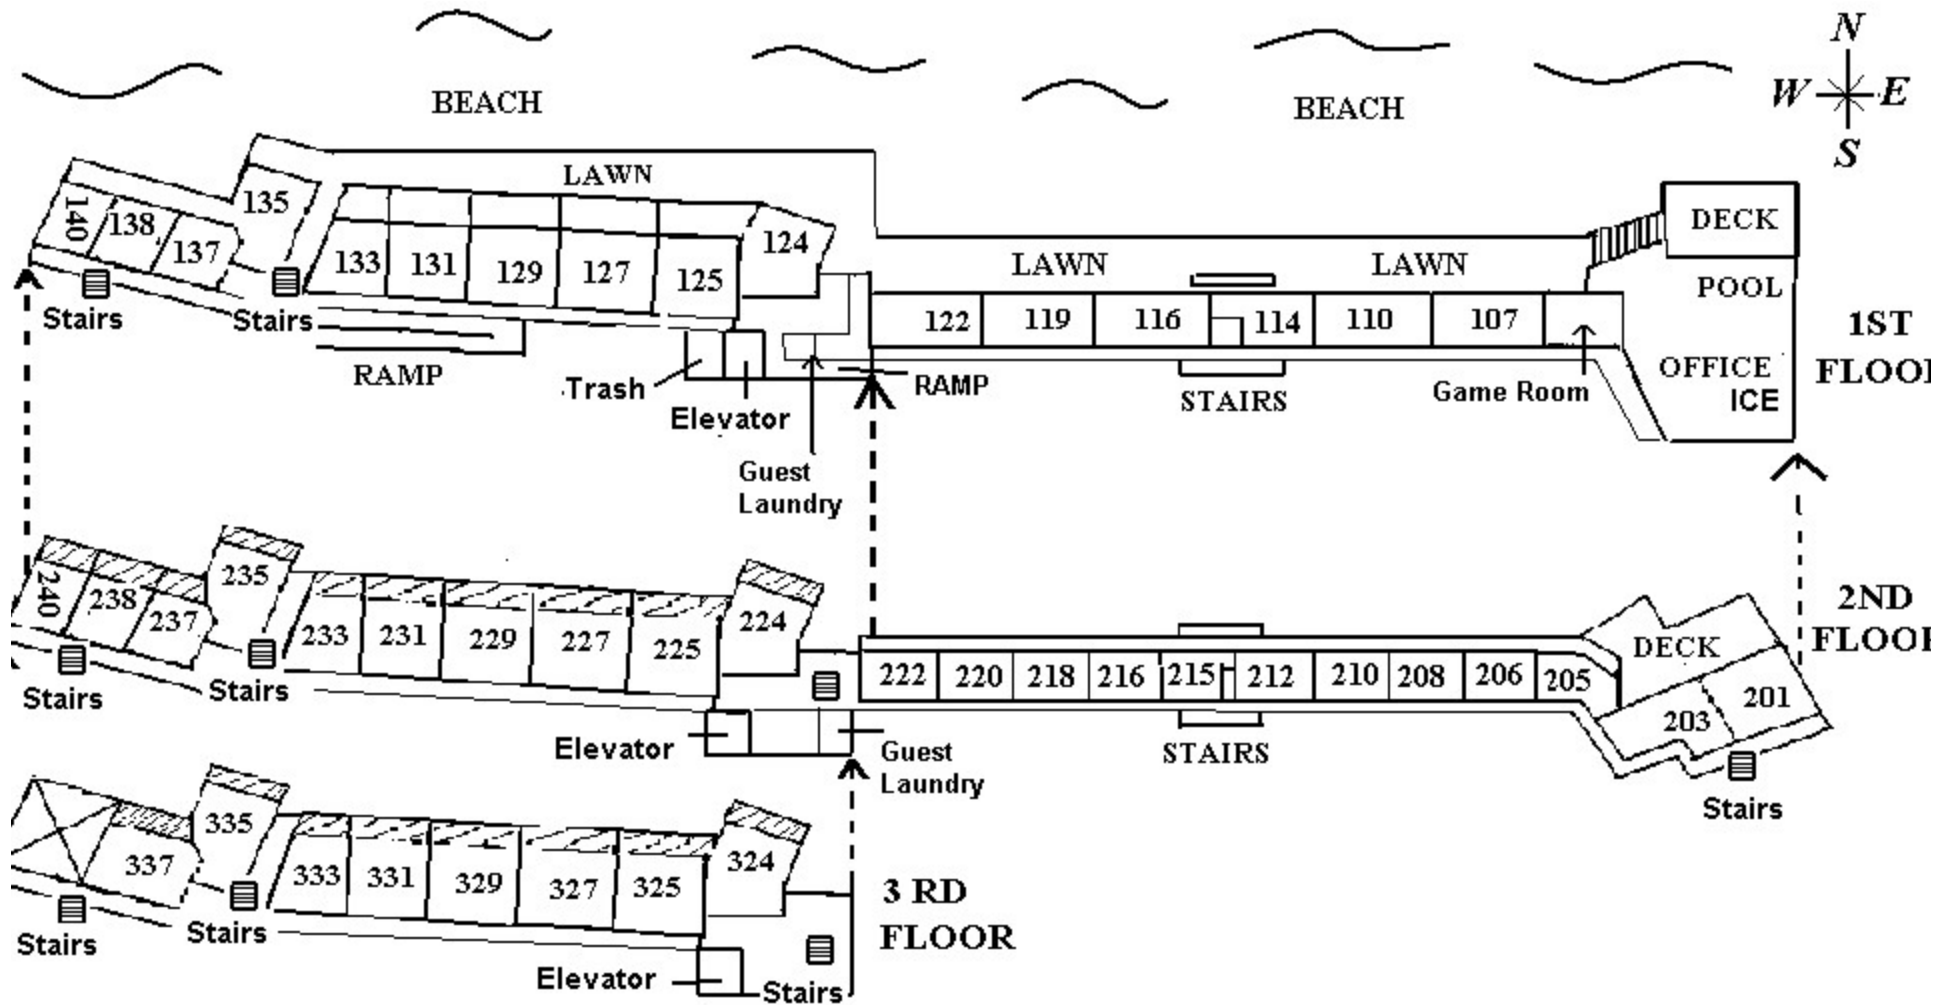 N
BEACH
BEACH
W E
S
LAWN
135
140
138
137
133
131
129
127
125
124
LAWN
LAWN
DECK
POOL
122
119
116
114
110
107
1ST
FLOOI
Stairs
Stairs
RAMP
Trash
Elevator
RAMP
STAIRS
Game Room
OFFICE
ICE
Guest
Laundry
240
238
237
235
233
231
229
227
225
224
222
220
218
216
215
212
210
208
206
205
DECK
203
201
2ND
FLOOI
Stairs
Stairs
Elevator
Guest
Laundry
STAIRS
Stairs
337
335
333
331
329
327
325
324
3 RD
FLOOR
Stairs
Stairs
Elevator
Stairs